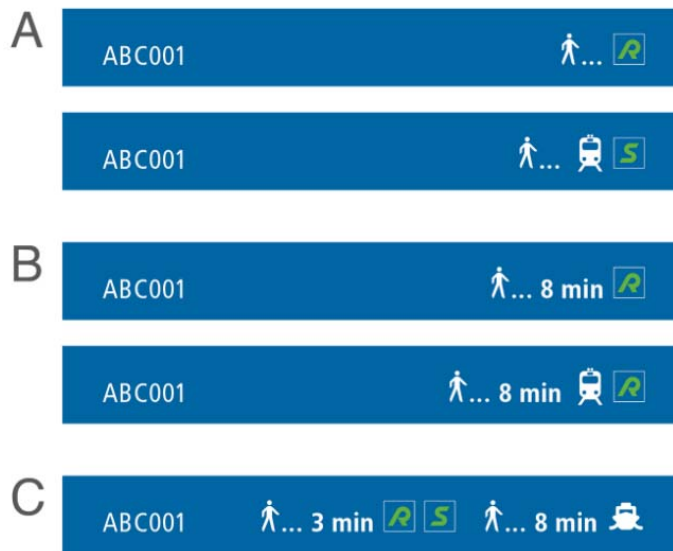 A
ABC001 ... R
ABC001 ... S
B
ABC001 ... 8 min R
ABC001 ... 8 min R
C
ABC001 ... 3 min R S ... 8 min